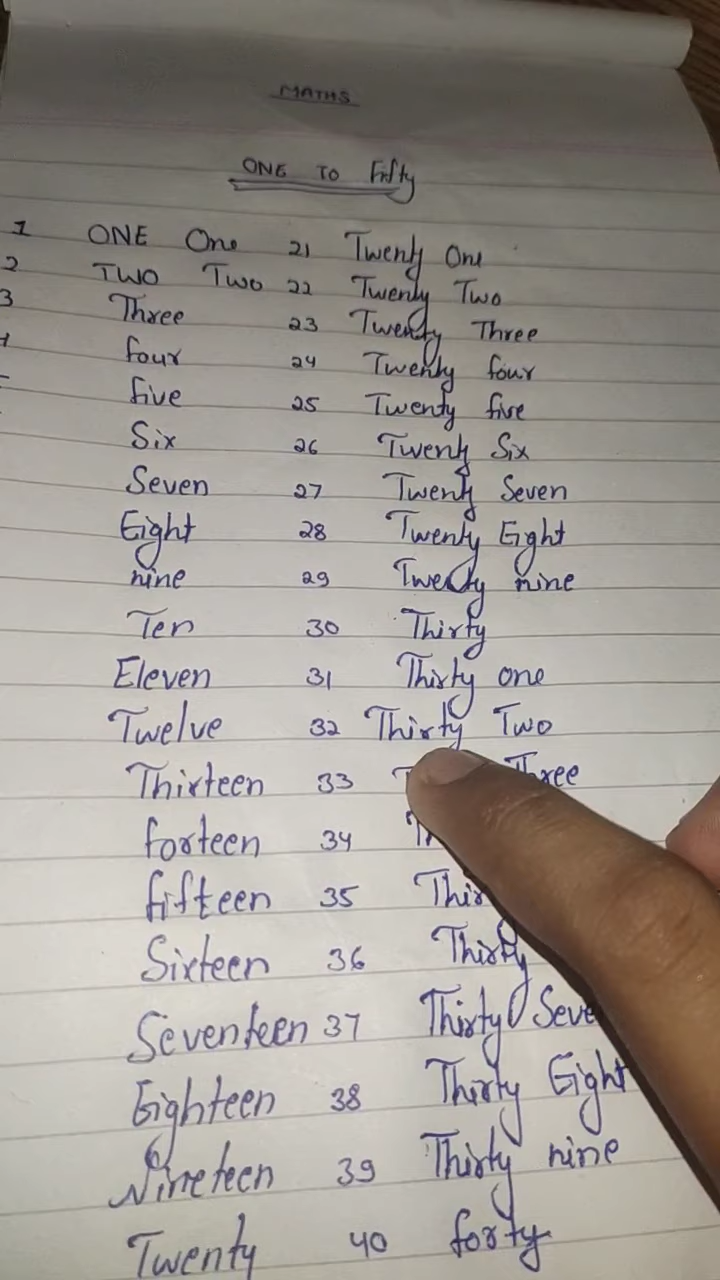 MATHS
ONE TO Fifty
1 ONE One 21 Twenty One
2 TWO Two 22 Twenty Two
3 Three 23 Twenty Three
four 24 Twenty four
five 25 Twenty five
Six 26 Twenty Six
Seven 27 Twenty Seven
Eight 28 Twenty Eight
nine 29 Twenty nine
Ten 30 Thirty
Eleven 31 Thirty one
Twelve 32 Thirty Two
Thirteen 33 Three
forteen 34
fifteen 35
Sixteen 36 Thirty
Seventeen 37 Thirty
Eighteen 38 Thirty Eight
Nineteen 39 Thirty nine
Twenty 40 forty